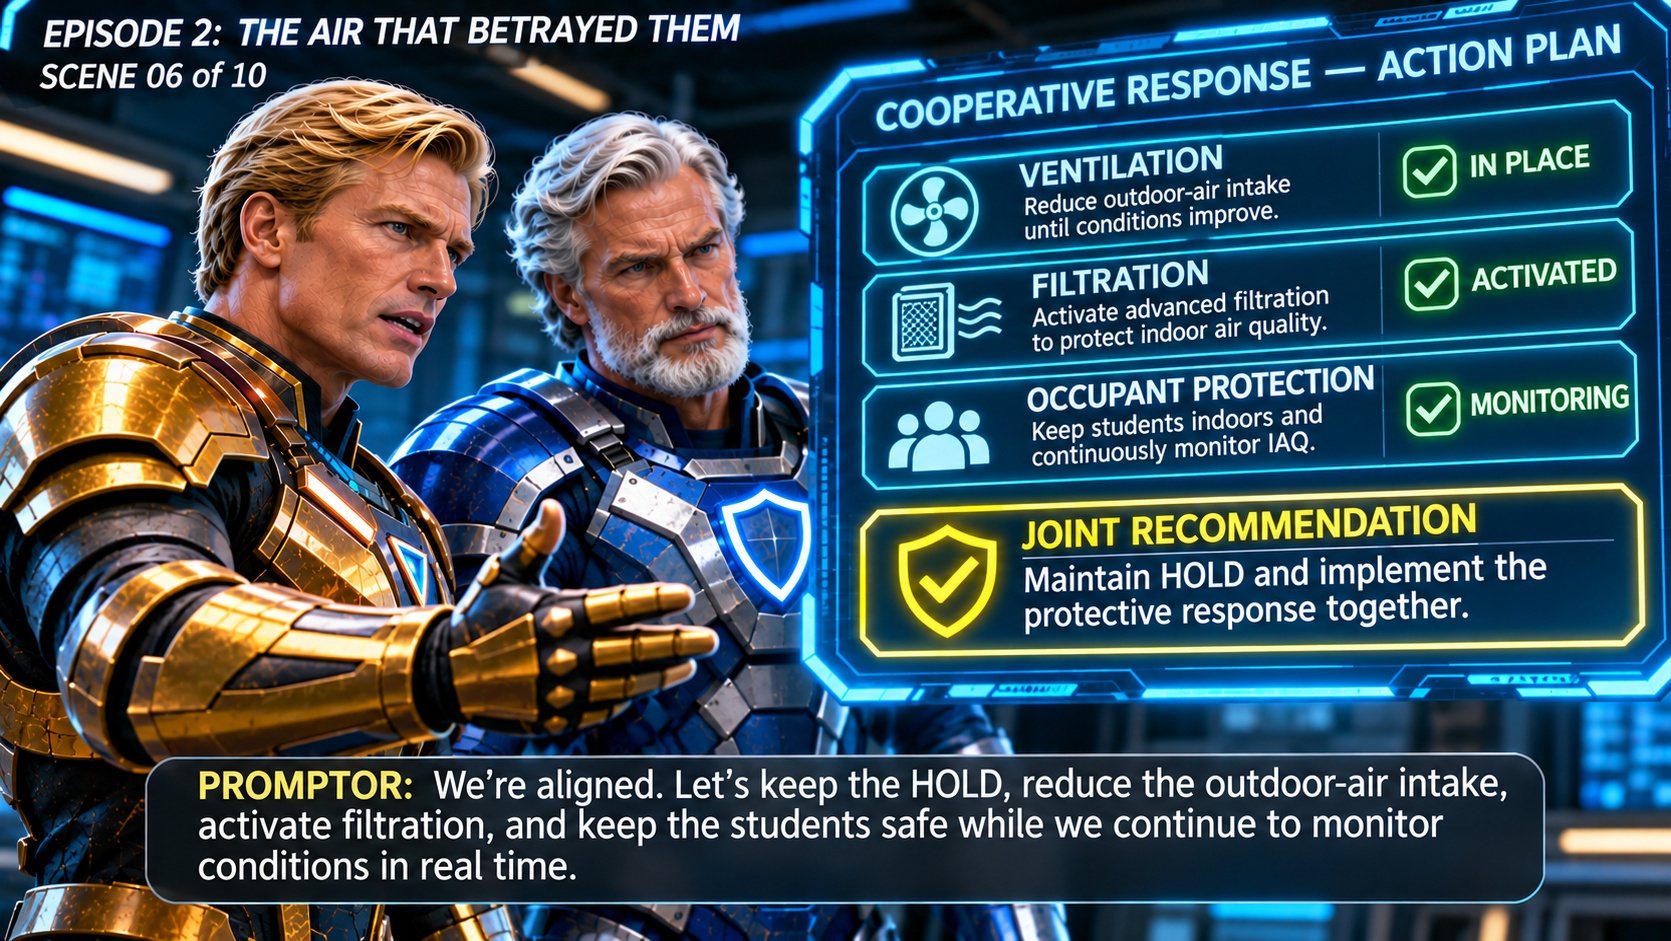 EPISODE 2: THE AIR THAT BETRAYED THEM
SCENE 06 of 10
COOPERATIVE RESPONSE — ACTION PLAN
VENTILATION
Reduce outdoor-air intake
until conditions improve.
IN PLACE
FILTRATION
Activate advanced filtration
to protect indoor air quality.
ACTIVATED
OCCUPANT PROTECTION
Keep students indoors and
continuously monitor IAQ.
MONITORING
JOINT RECOMMENDATION
Maintain HOLD and implement the
protective response together.
PROMPTOR: We're aligned. Let's keep the HOLD, reduce the outdoor-air intake,
activate filtration, and keep the students safe while we continue to monitor
conditions in real time.